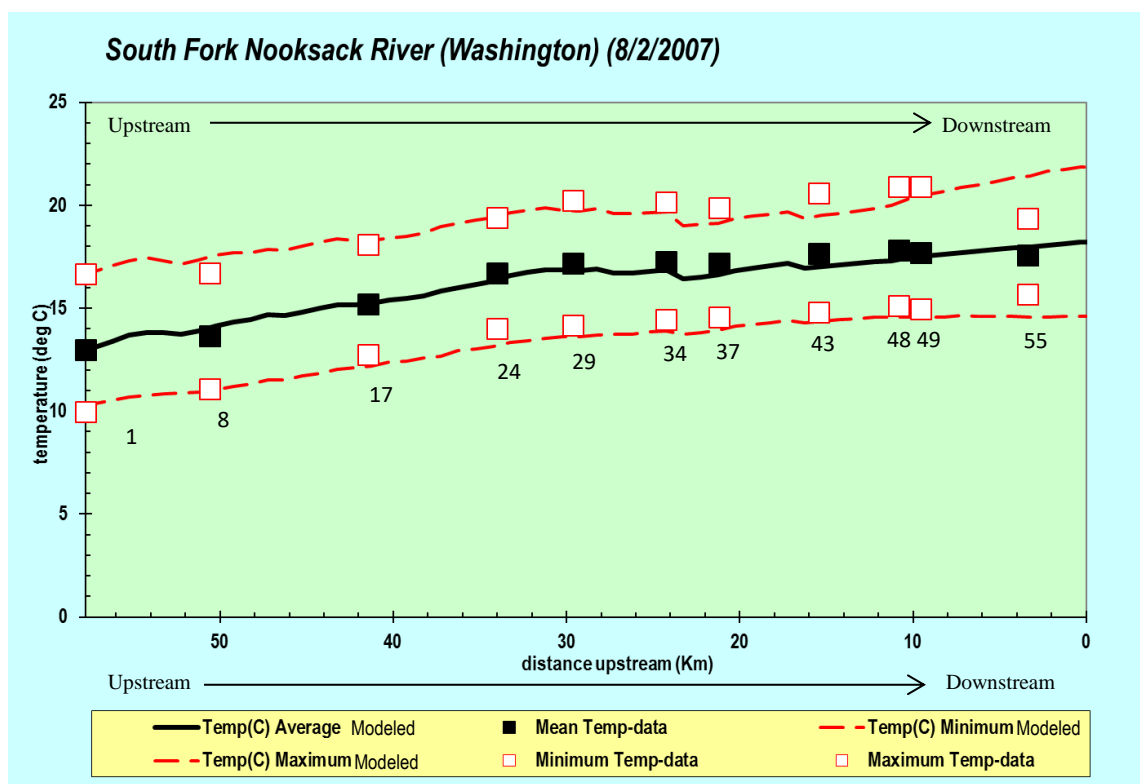 South Fork Nooksack River (Washington) (8/2/2007)
25
Upstream
Downstream
20
15
10
5
0
temperature (deg C)
1
8
17
24
29
34
37
43
48
49
55
50
40
30
20
10
0
distance upstream (Km)
Upstream
Downstream
Temp(C) Average Modeled
Mean Temp-data
Temp(C) Minimum Modeled
Temp(C) Maximum Modeled
Minimum Temp-data
Maximum Temp-data